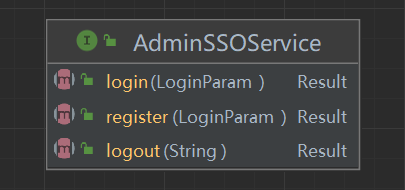 I AdminSSOService
m login(LoginParam) Result
m register(LoginParam) Result
m logout(String) Result